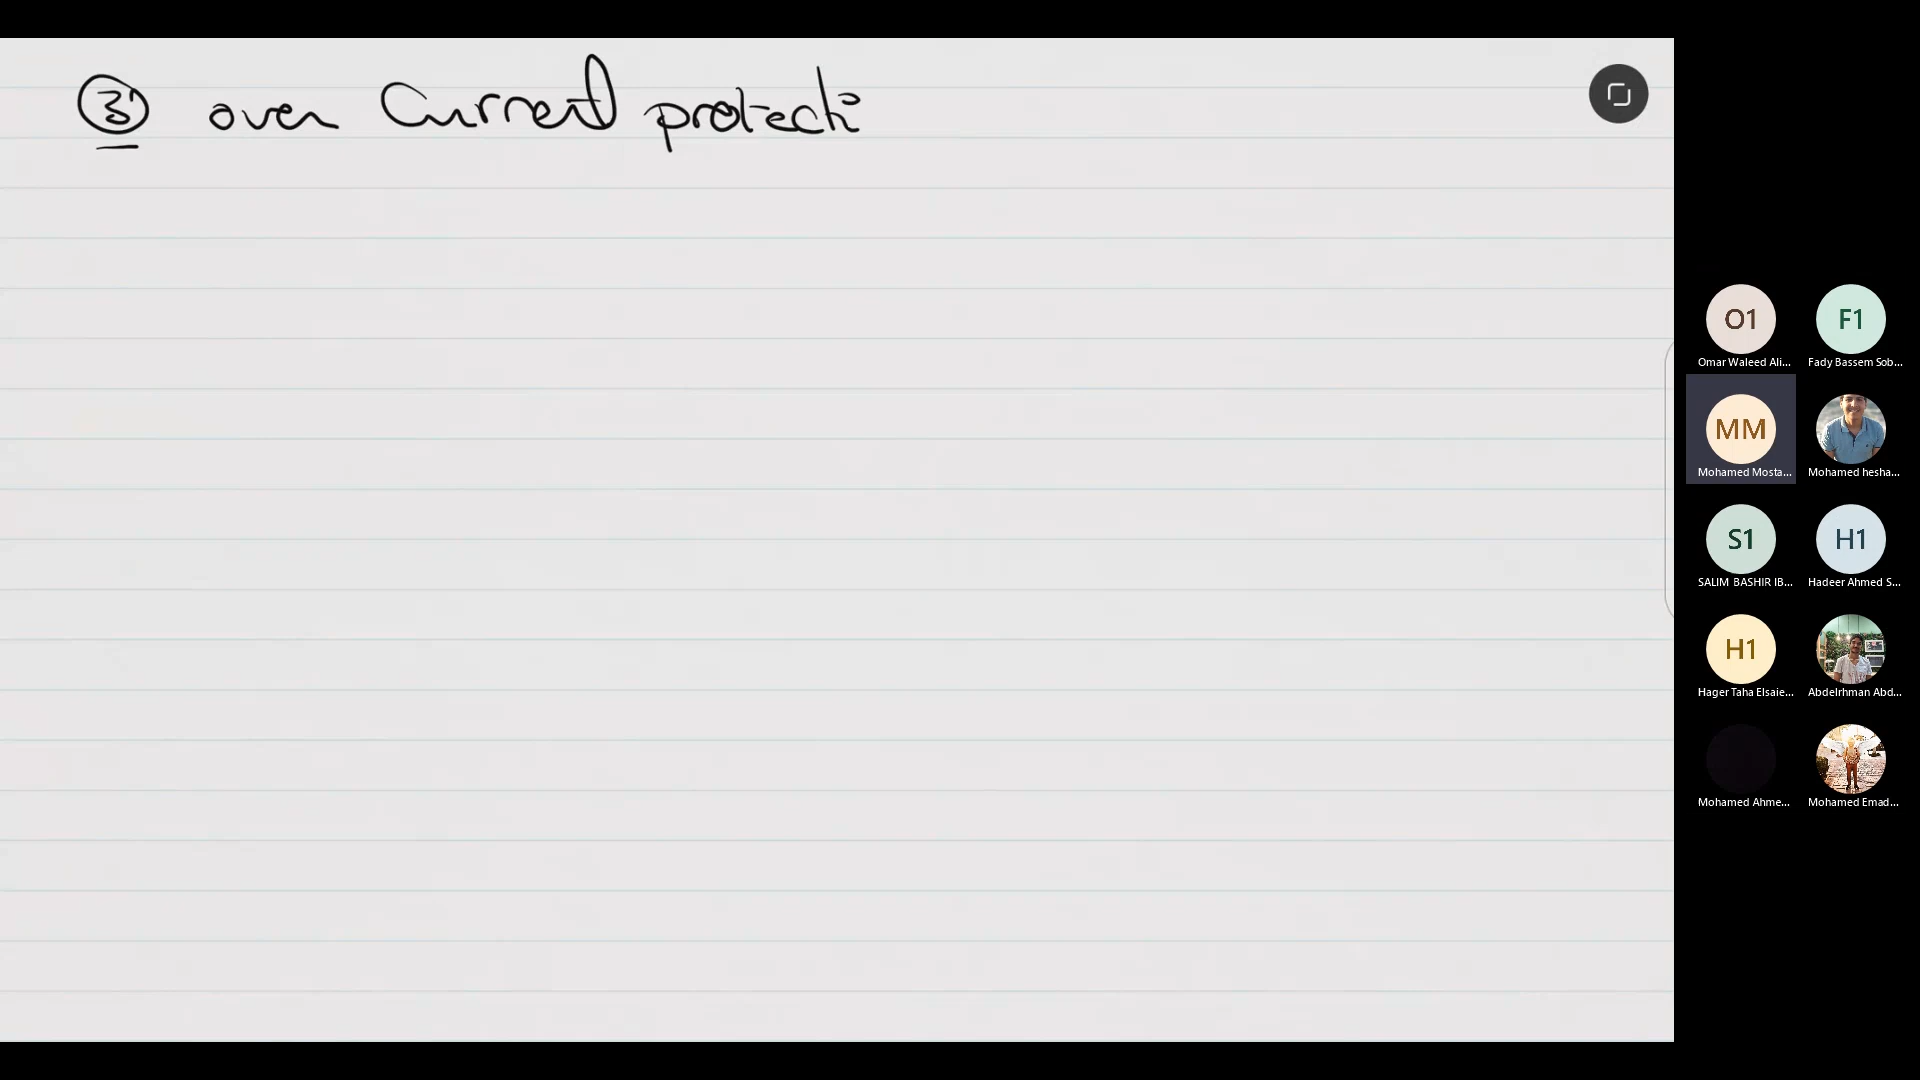 ③ over Current protecti
O1
F1
Omar Waleed Ali...
Fady Bassem Sob...
MM
Mohamed Mosta...
Mohamed hesha...
S1
H1
SALIM BASHIR IB...
Hadeer Ahmed S...
H1
Hager Taha Elsaie...
Abdelrhman Abd...
Mohamed Ahme...
Mohamed Emad...